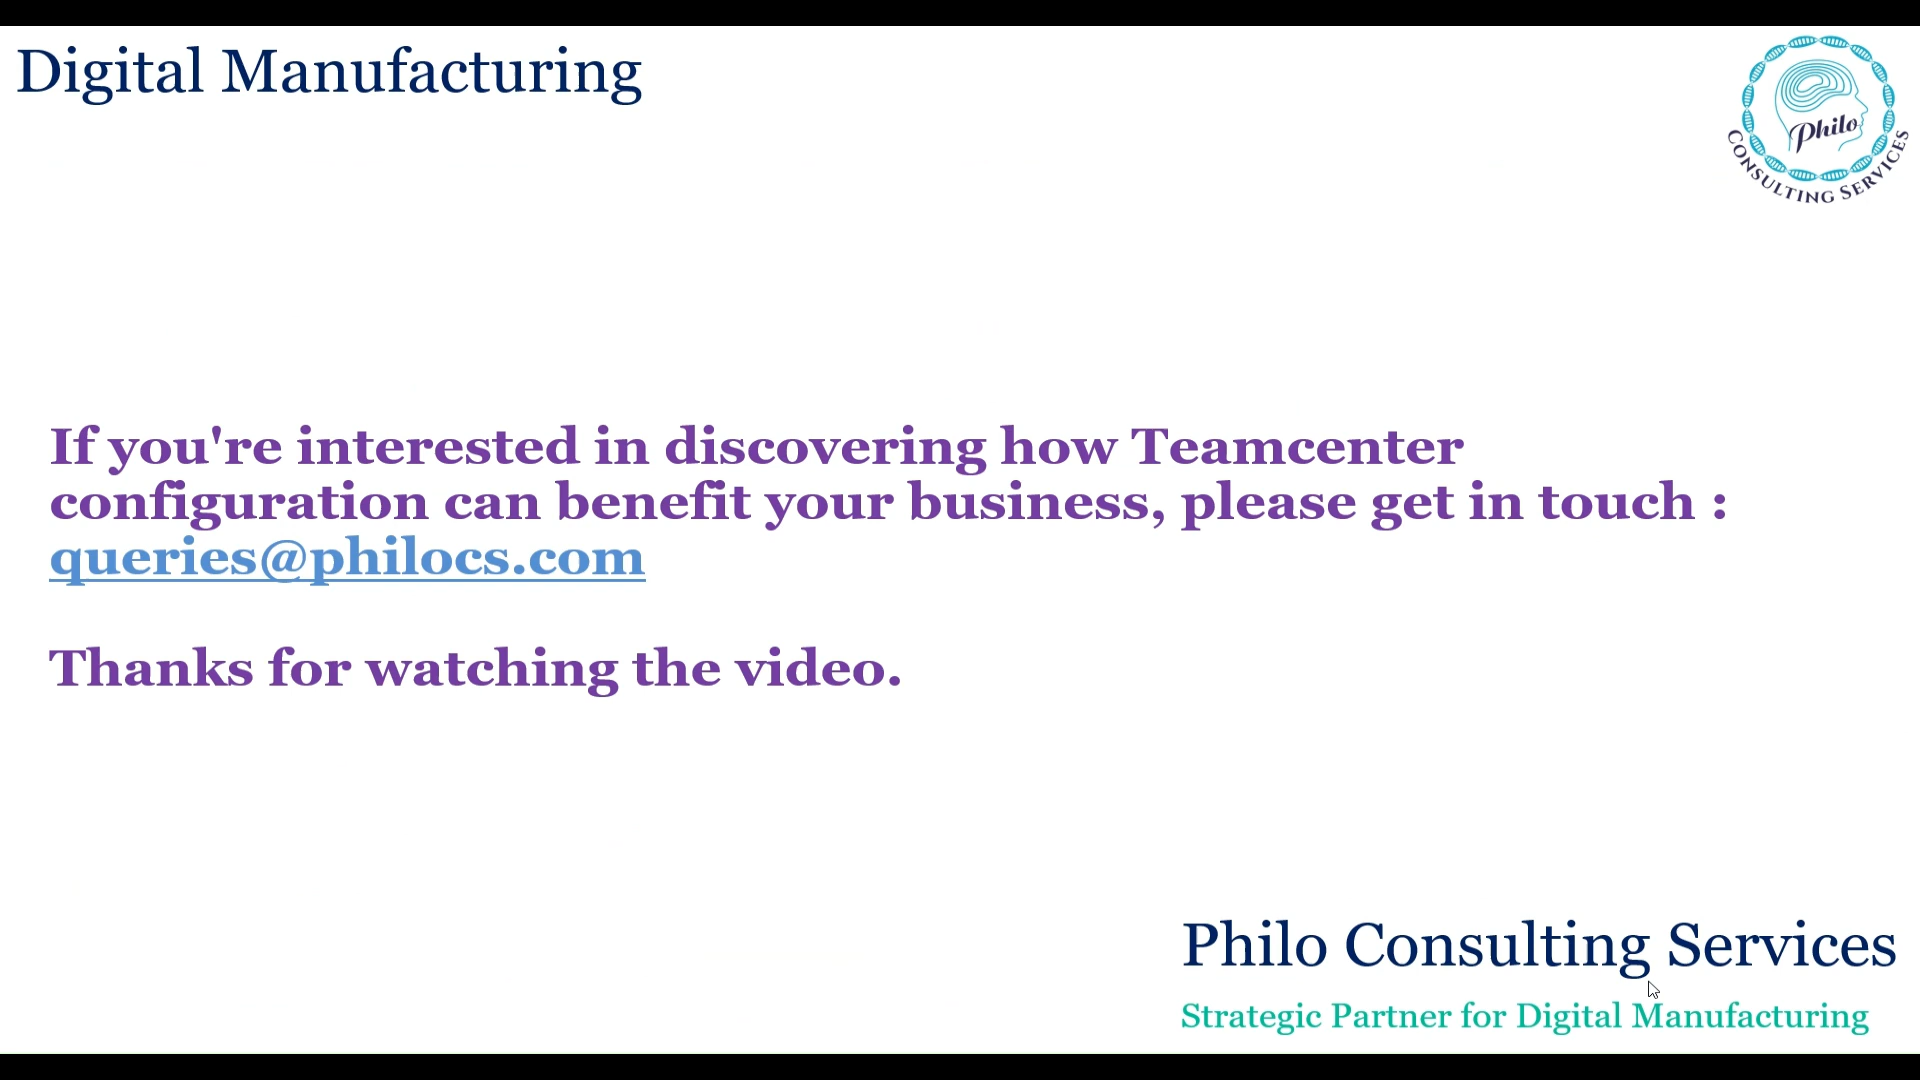 Digital Manufacturing
Philo
CONSULTING SERVICES
If you're interested in discovering how Teamcenter
configuration can benefit your business, please get in touch :
queries@philocs.com
Thanks for watching the video.
Philo Consulting Services
Strategic Partner for Digital Manufacturing